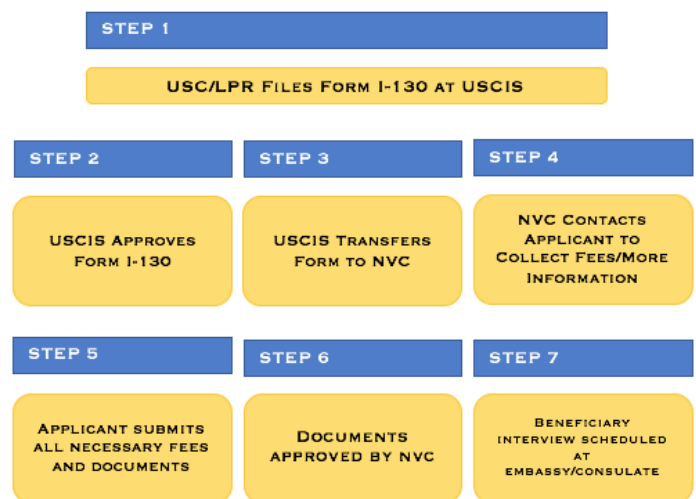 STEP 1
USC/LPR FILES FORM I-130 AT USCIS
STEP 2
STEP 3
STEP 4
USCIS APPROVES
FORM I-130
USCIS TRANSFERS
FORM TO NVC
NVC CONTACTS
APPLICANT TO
COLLECT FEES/MORE
INFORMATION
STEP 5
STEP 6
STEP 7
APPLICANT SUBMITS
ALL NECESSARY FEES
AND DOCUMENTS
DOCUMENTS
APPROVED BY NVC
BENEFICIARY
INTERVIEW SCHEDULED
AT
EMBASSY/CONSULATE